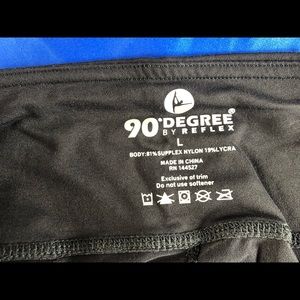 90°DEGREE®
BY REFLEX
L
BODY:81%SUPPLEX NYLON 19%LYCRA
MADE IN CHINA
RN 144527
Exclusive of trim
Do not use softener